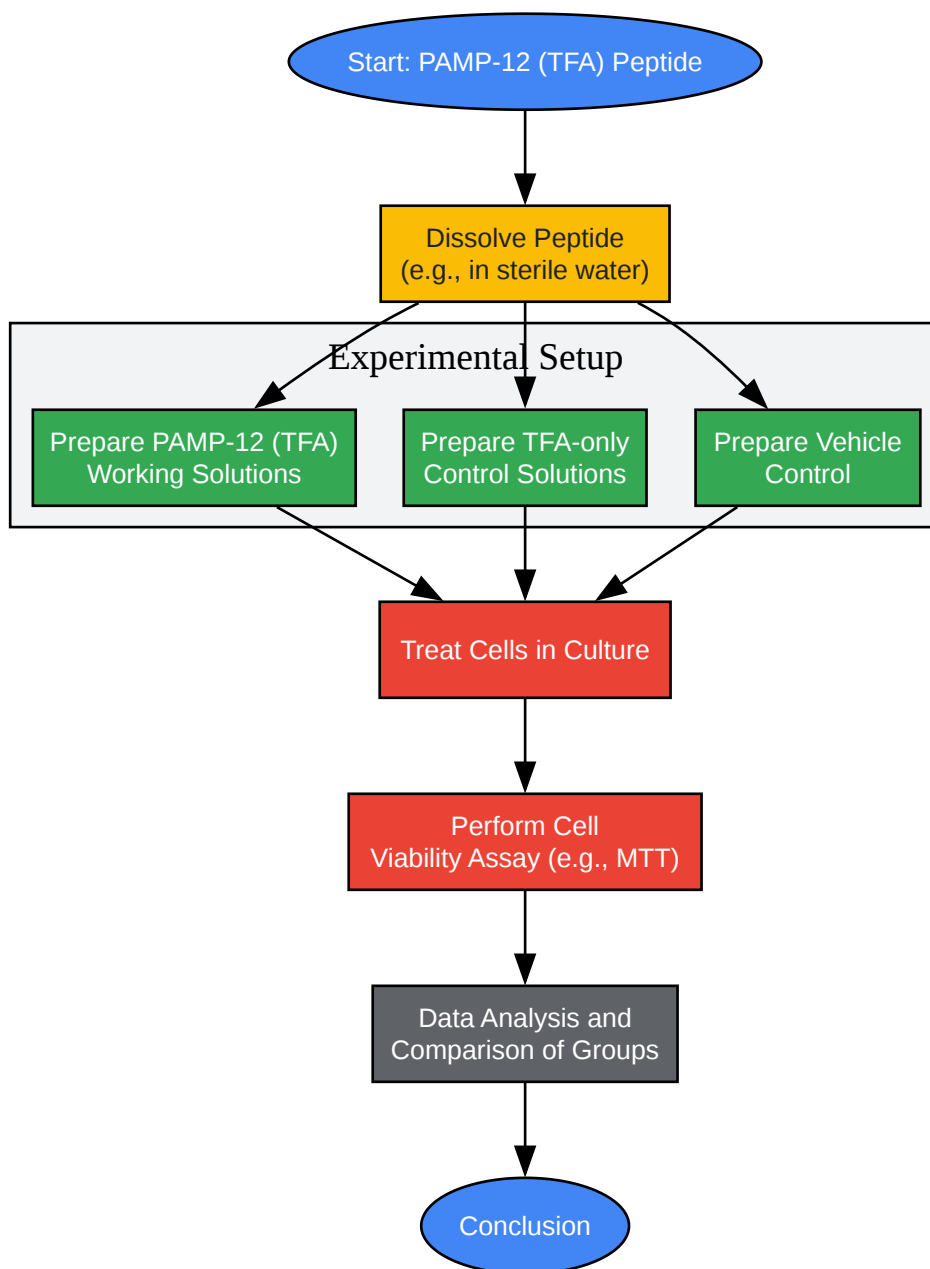 Start: PAMP-12 (TFA) Peptide
Dissolve Peptide
(e.g., in sterile water)
Experimental Setup
Prepare PAMP-12 (TFA)
Working Solutions
Prepare TFA-only
Control Solutions
Prepare Vehicle
Control
Treat Cells in Culture
Perform Cell
Viability Assay (e.g., MTT)
Data Analysis and
Comparison of Groups
Conclusion